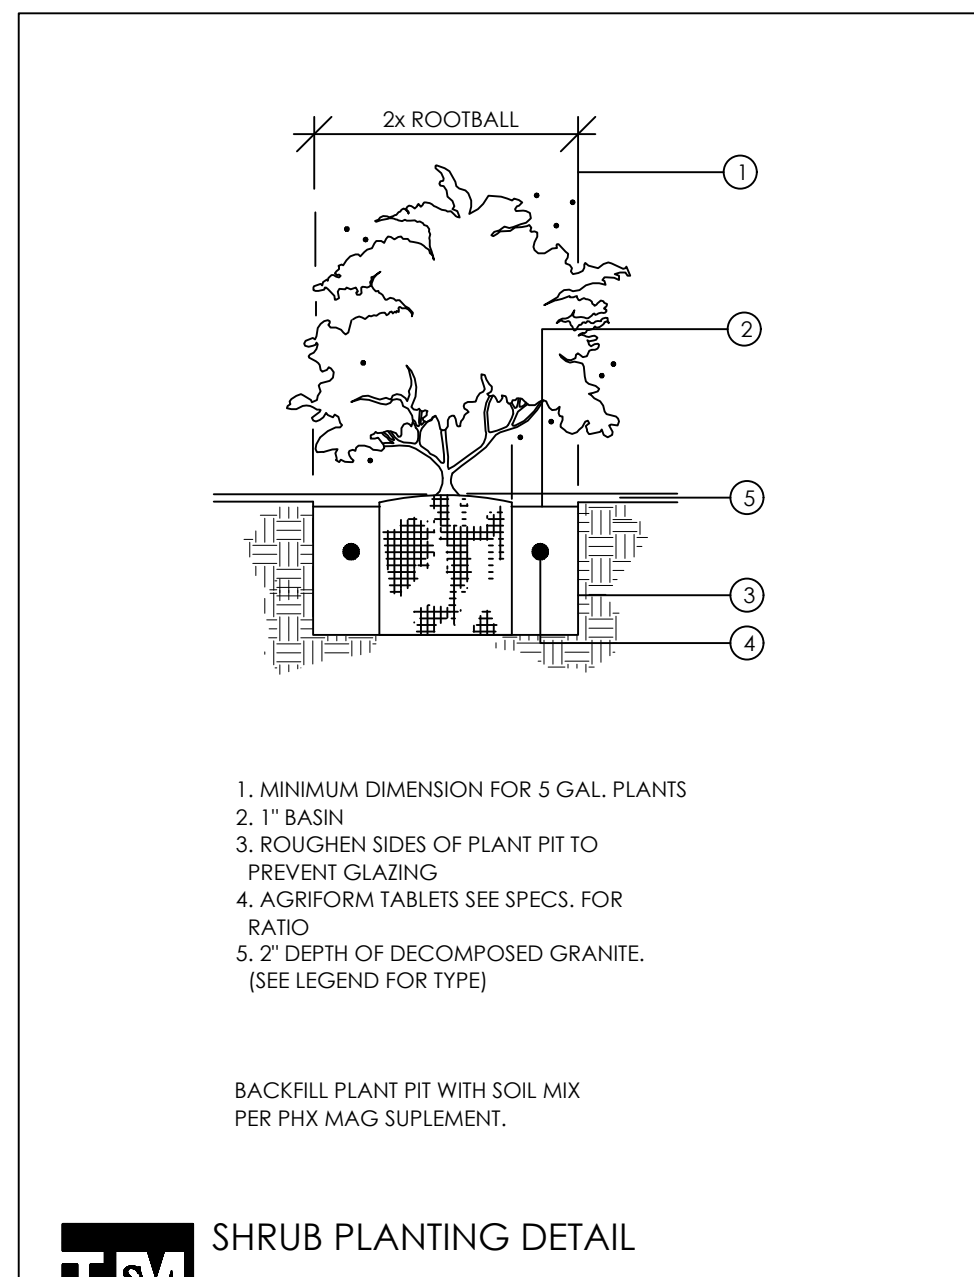 2x ROOTBALL
1
2
5
3
4
1. MINIMUM DIMENSION FOR 5 GAL. PLANTS
2. 1" BASIN
3. ROUGHEN SIDES OF PLANT PIT TO
PREVENT GLAZING
4. AGRIFORM TABLETS SEE SPECS. FOR
RATIO
5. 2" DEPTH OF DECOMPOSED GRANITE.
(SEE LEGEND FOR TYPE)
BACKFILL PLANT PIT WITH SOIL MIX
PER PHX MAG SUPLEMENT.
SHRUB PLANTING DETAIL